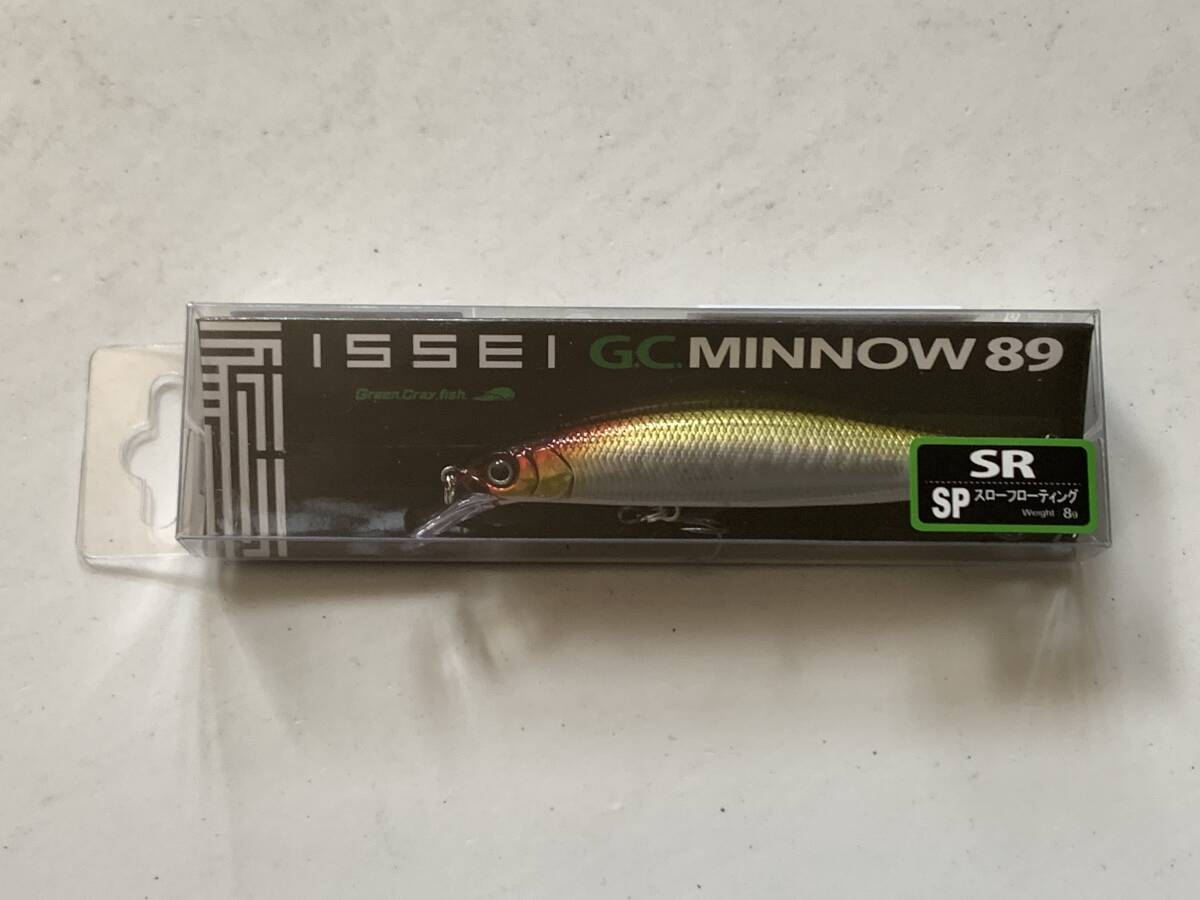 ISSEI G.C. MINNOW 89
Green.Cray.fish.
SR
SP スローフローティング
Weight 8g